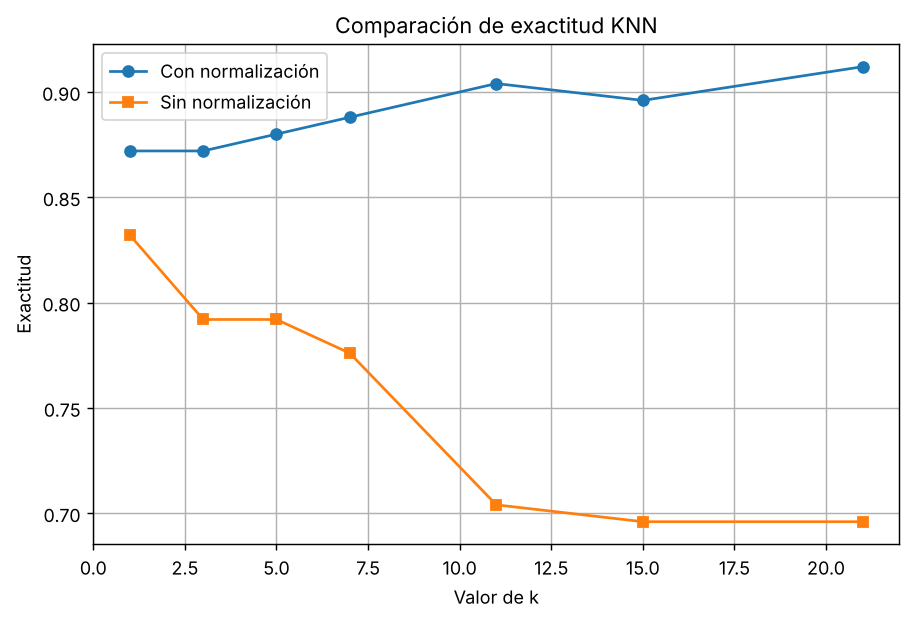 Comparación de exactitud KNN
Con normalización
Sin normalización
Exactitud
0.90
0.85
0.80
0.75
0.70
0.0 2.5 5.0 7.5 10.0 12.5 15.0 17.5 20.0
Valor de k